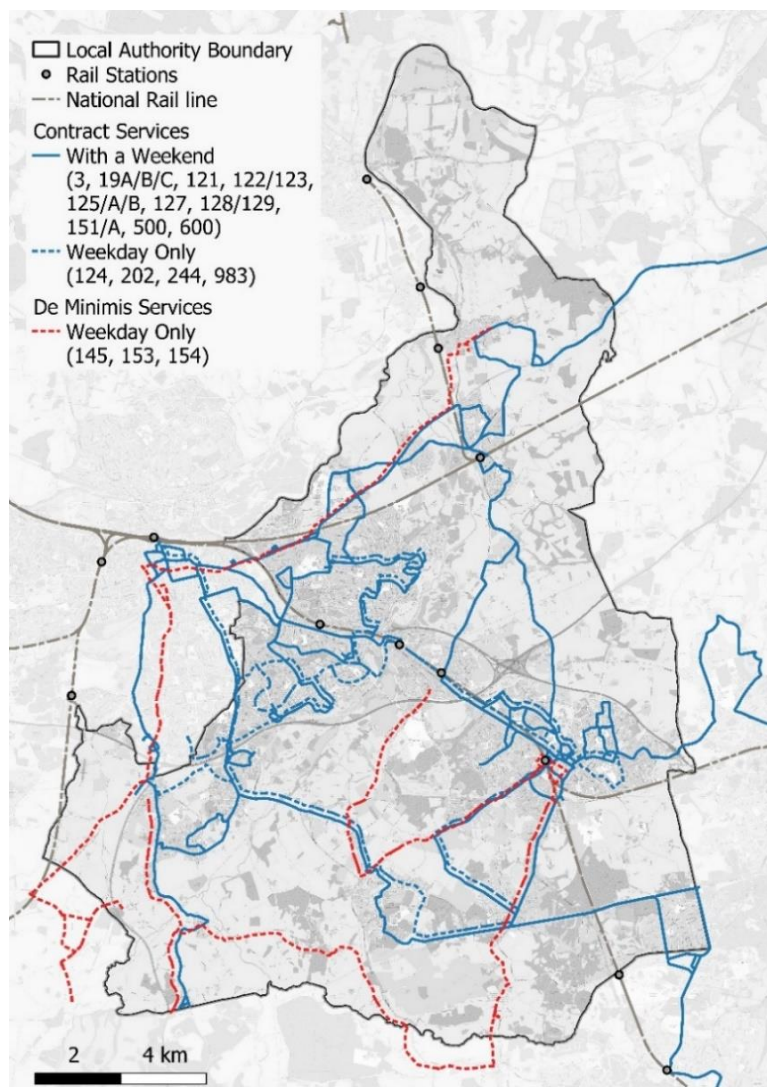 Local Authority Boundary
Rail Stations
National Rail line
Contract Services
With a Weekend
(3, 19A/B/C, 121, 122/123,
125/A/B, 127, 128/129,
151/A, 500, 600)
Weekday Only
(124, 202, 244, 983)
De Minimis Services
Weekday Only
(145, 153, 154)
2 4 km